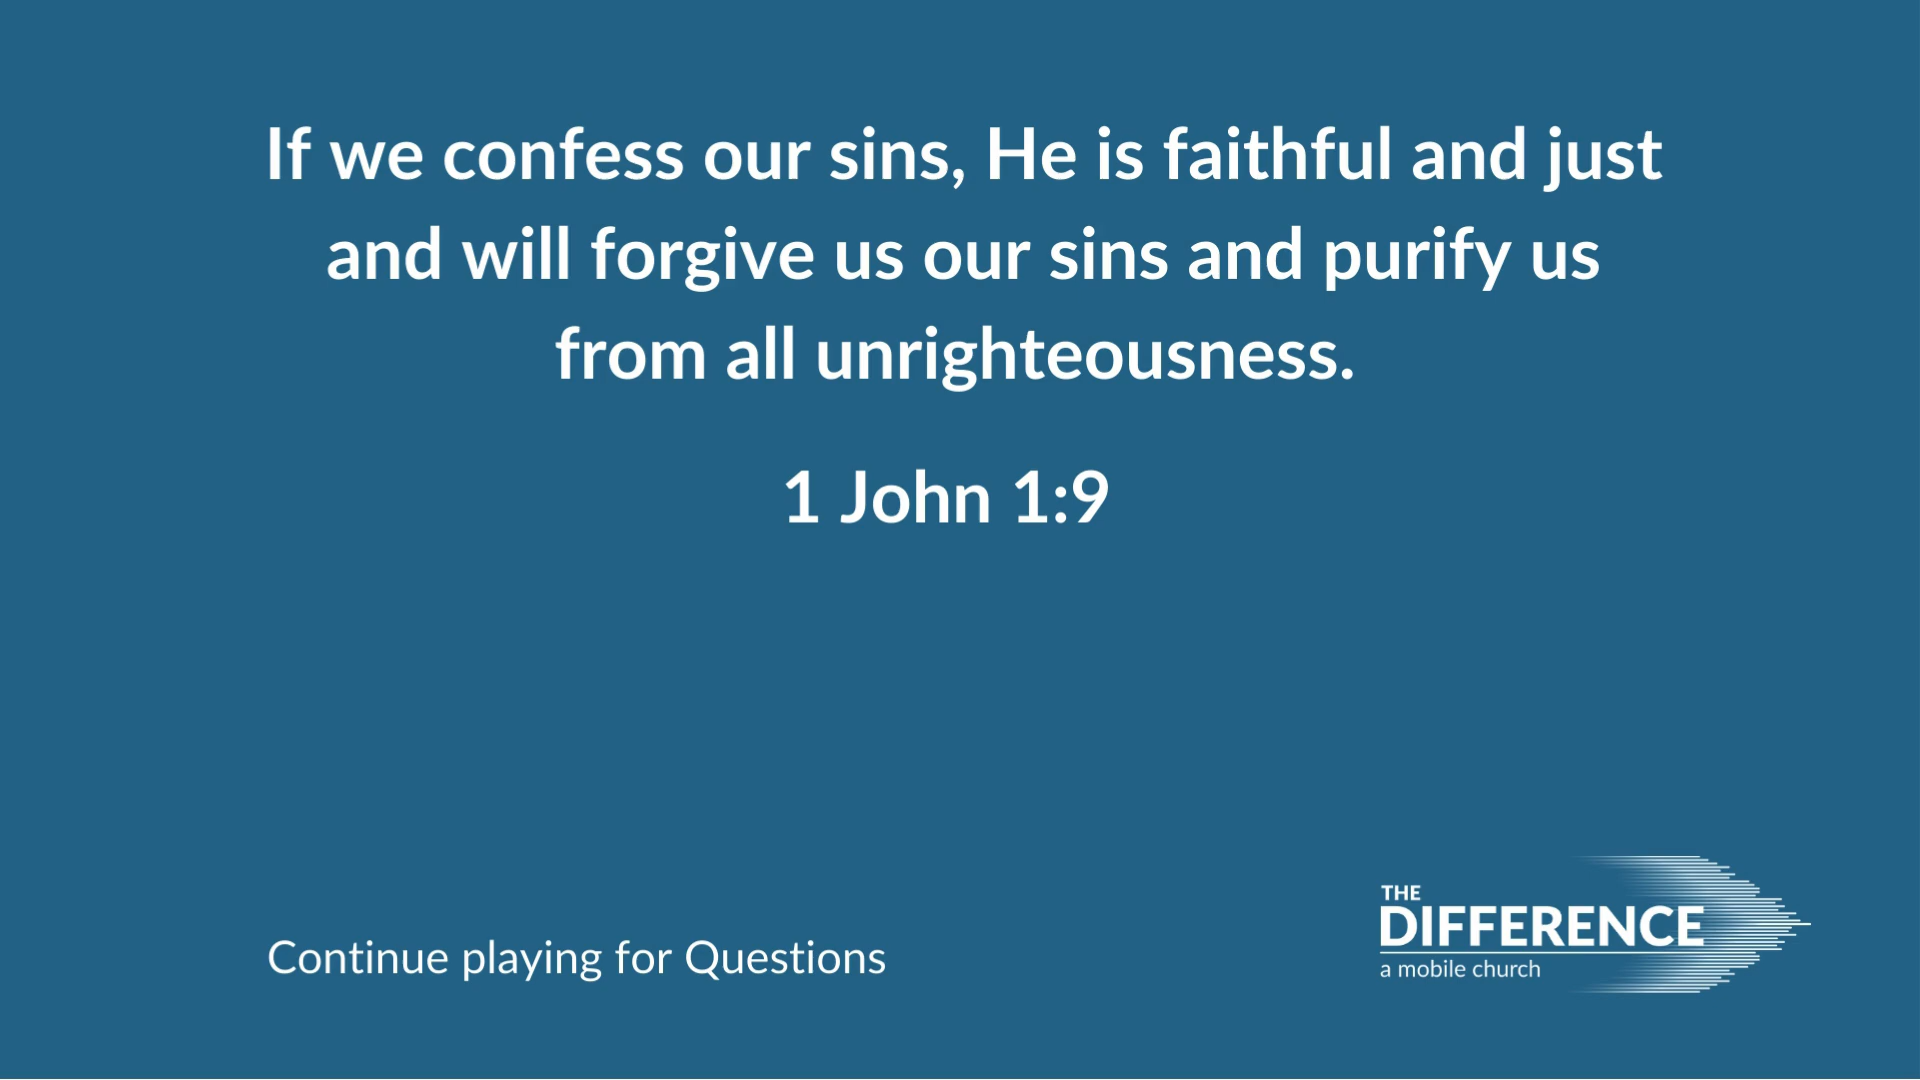 If we confess our sins, He is faithful and just
and will forgive us our sins and purify us
from all unrighteousness.
1 John 1:9
Continue playing for Questions
THE
DIFFERENCE
a mobile church